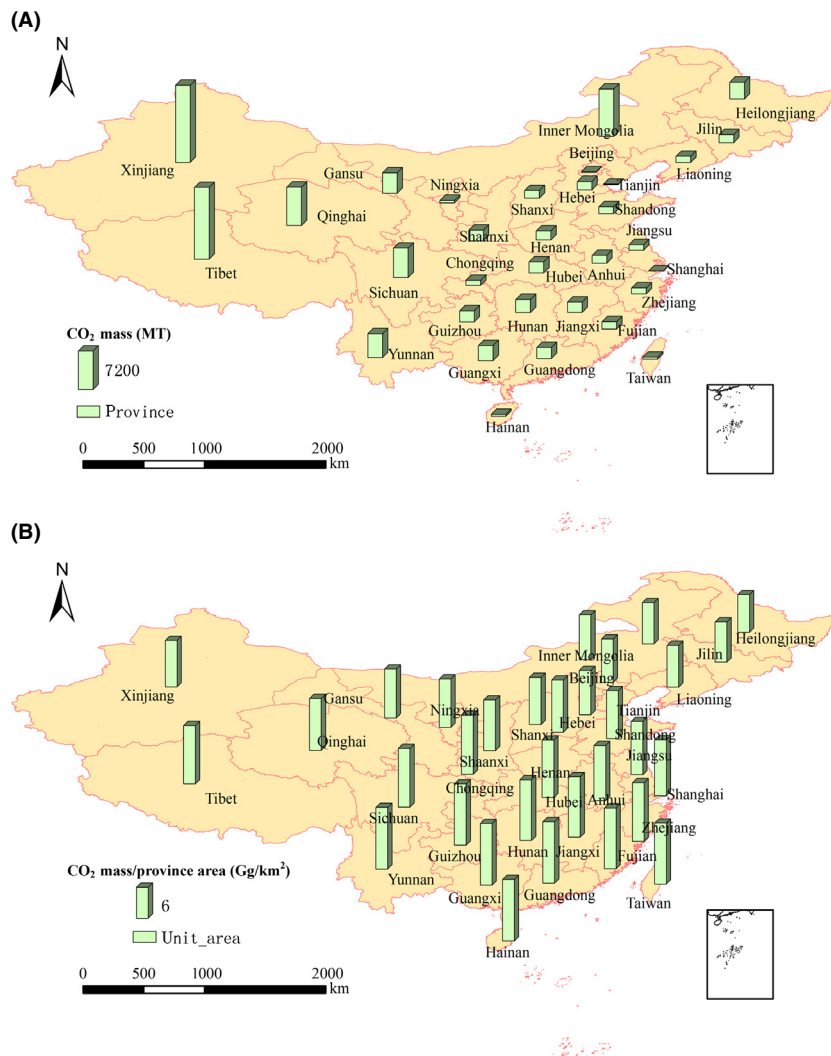 (A)
N
Xinjiang
Tibet
Qinghai
Gansu
Ningxia
Inner Mongolia
Heilongjiang
Jilin
Liaoning
Beijing
Tianjin
Hebei
Shanxi
Shandong
Shaanxi
Henan
Jiangsu
Chongqing
Hubei
Anhui
Shanghai
Sichuan
Zhejiang
Guizhou
Hunan
Jiangxi
Fujian
Yunnan
Guangxi
Guangdong
Taiwan
Hainan
CO₂ mass (MT)
7200
Province
0 500 1000 2000
km
(B)
N
Xinjiang
Tibet
Qinghai
Gansu
Ningxia
Inner Mongolia
Heilongjiang
Jilin
Liaoning
Beijing
Tianjin
Hebei
Shanxi
Shandong
Shaanxi
Henan
Jiangsu
Chongqing
Hubei
Anhui
Shanghai
Sichuan
Zhejiang
Guizhou
Hunan
Jiangxi
Fujian
Yunnan
Guangxi
Guangdong
Taiwan
Hainan
CO₂ mass/province area (Gg/km²)
6
Unit_area
0 500 1000 2000
km